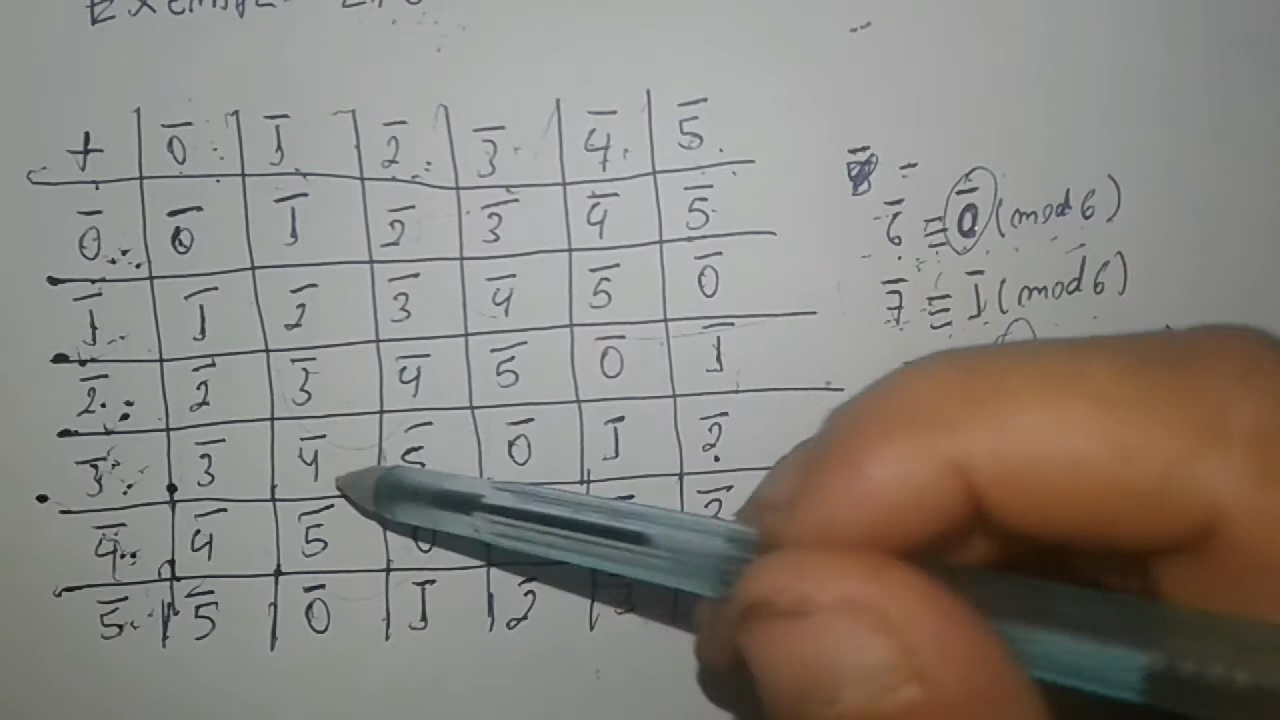 + 0̅ 1̅ 2̅ 3̅ 4̅ 5̅
0̅ 0̅ 1̅ 2̅ 3̅ 4̅ 5̅
1̅ 1̅ 2̅ 3̅ 4̅ 5̅ 0̅
2̅ 2̅ 3̅ 4̅ 5̅ 0̅ 1̅
3̅ 3̅ 4̅ 5̅ 0̅ 1̅ 2̅
4̅ 4̅ 5̅ 0̅
5̅ 5̅ 0̅ 1̅ 2̅
6̅ ≡ 0̅ (mod 6)
7̅ ≡ 1̅ (mod 6)